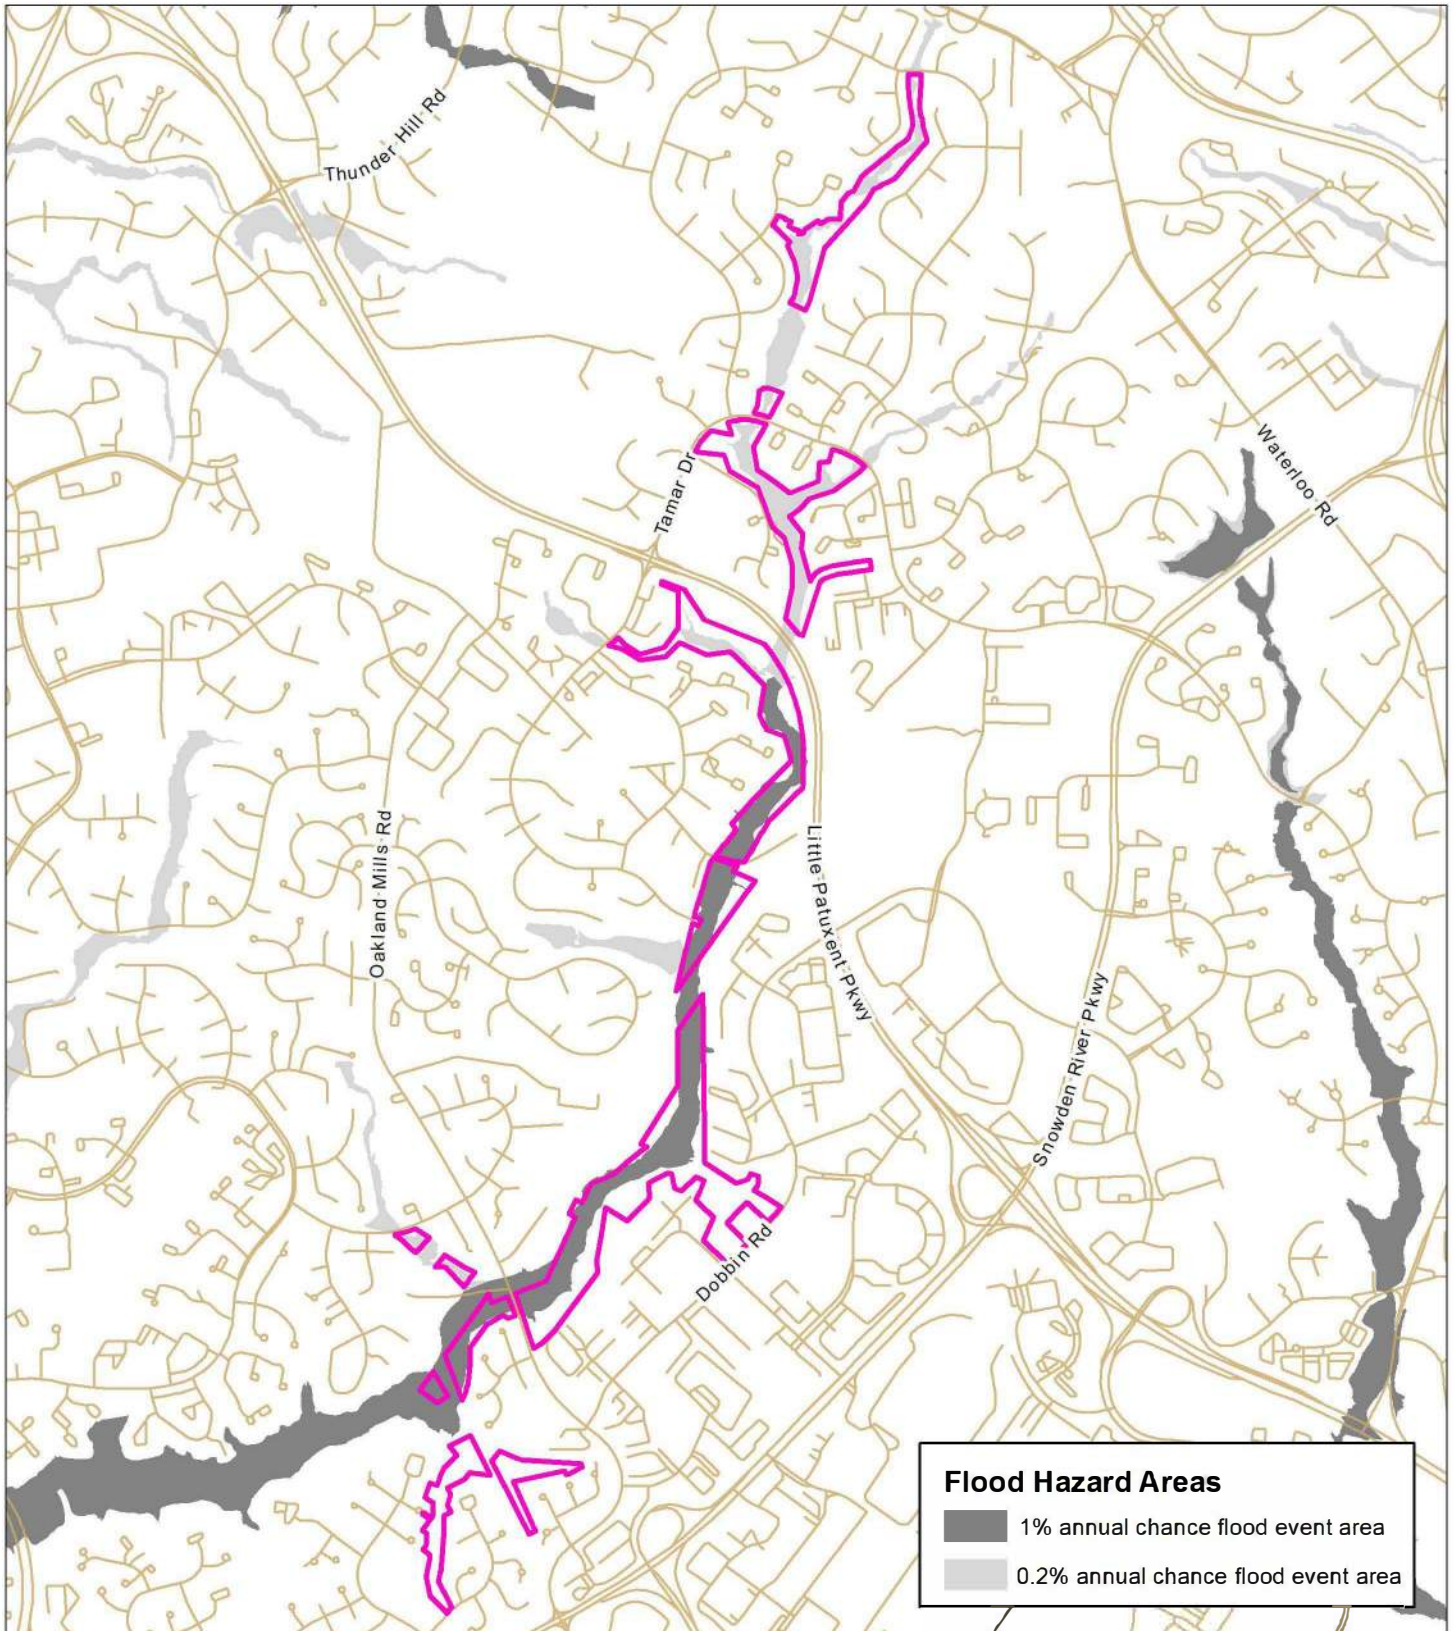 Thunder Hill Rd
Tamar Dr
Waterloo Rd
Oakland Mills Rd
Little Patuxent Pkwy
Snowden River Pkwy
Dobbin Rd
Flood Hazard Areas
1% annual chance flood event area
0.2% annual chance flood event area